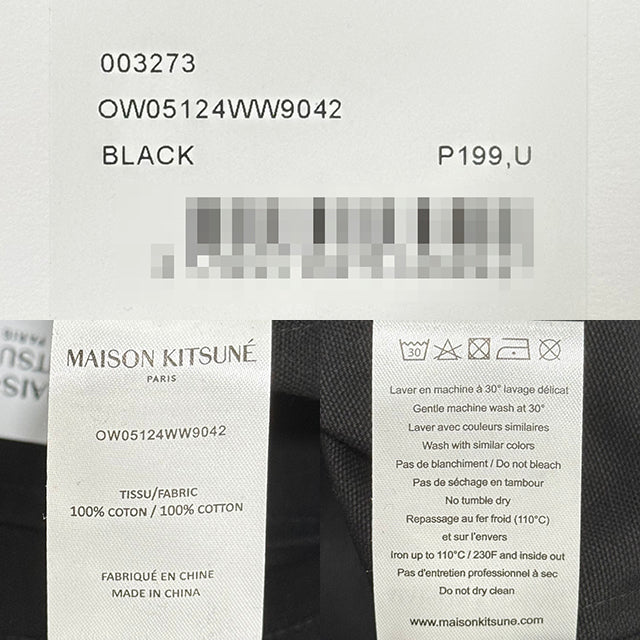 003273
OW05124WW9042
BLACK P199,U
MAISON KITSUNÉ
PARIS
OW05124WW9042
TISSU/FABRIC
100% COTON / 100% COTTON
FABRIQUÉ EN CHINE
MADE IN CHINA
30
Laver en machine à 30° lavage délicat
Gentle machine wash at 30°
Laver avec couleurs similaires
Wash with similar colors
Pas de blanchiment / Do not bleach
Pas de séchage en tambour
No tumble dry
Repassage au fer froid (110°C)
et sur l'envers
Iron up to 110°C / 230F and inside out
Pas d'entretien professionnel à sec
Do not dry clean
www.maisonkitsune.com